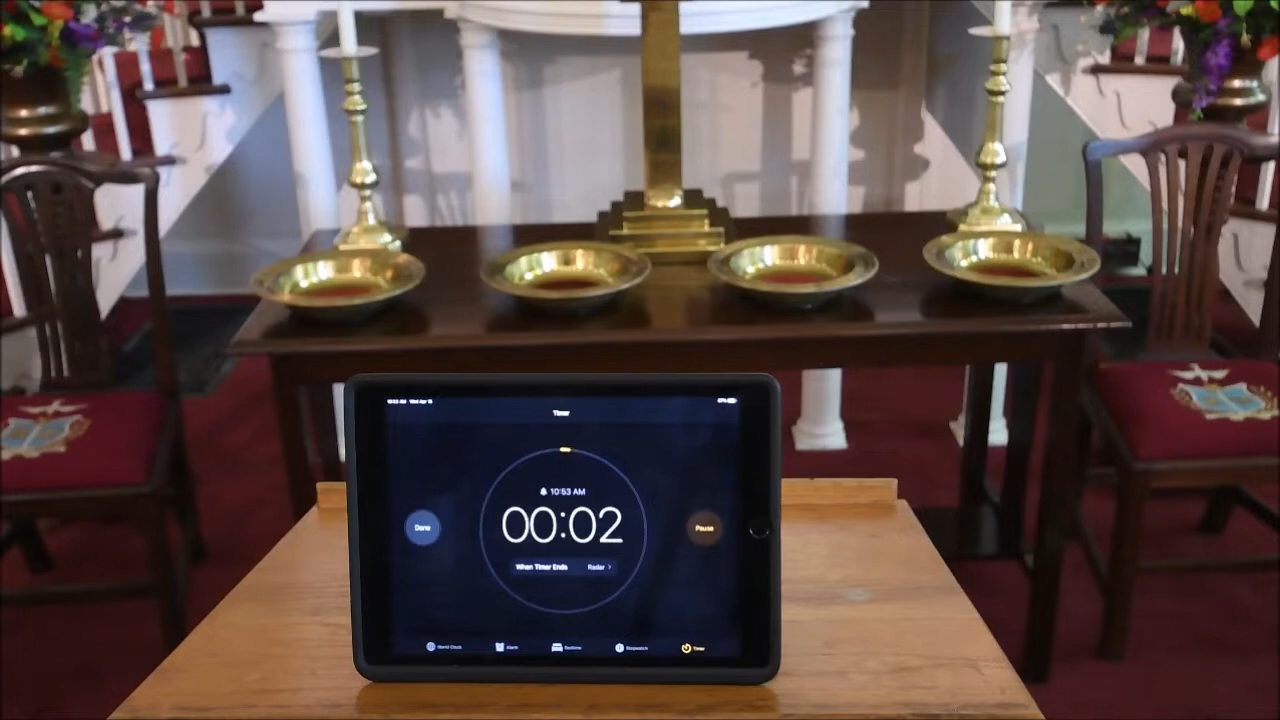 Timer
10:53 AM
00:02
Done
Pause
When Timer Ends Radar
World Clock
Alarm
Bedtime
Stopwatch
Timer